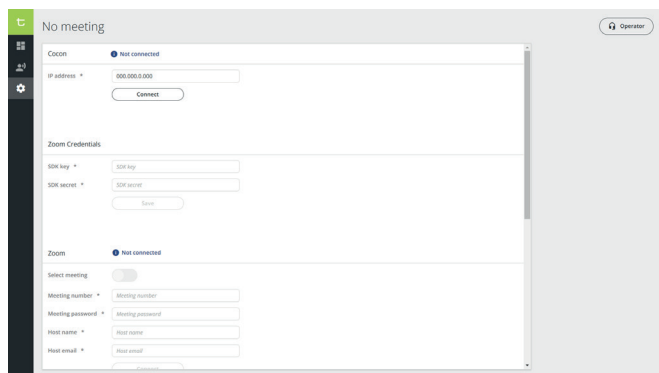 No meeting
Operator
Cocon Not connected
IP address * 000.000.0.000
Connect
Zoom Credentials
SDK key * SDK key
SDK secret * SDK secret
Save
Zoom Not connected
Select meeting
Meeting number * Meeting number
Meeting password * Meeting password
Host name * Host name
Host email * Host email
Connect